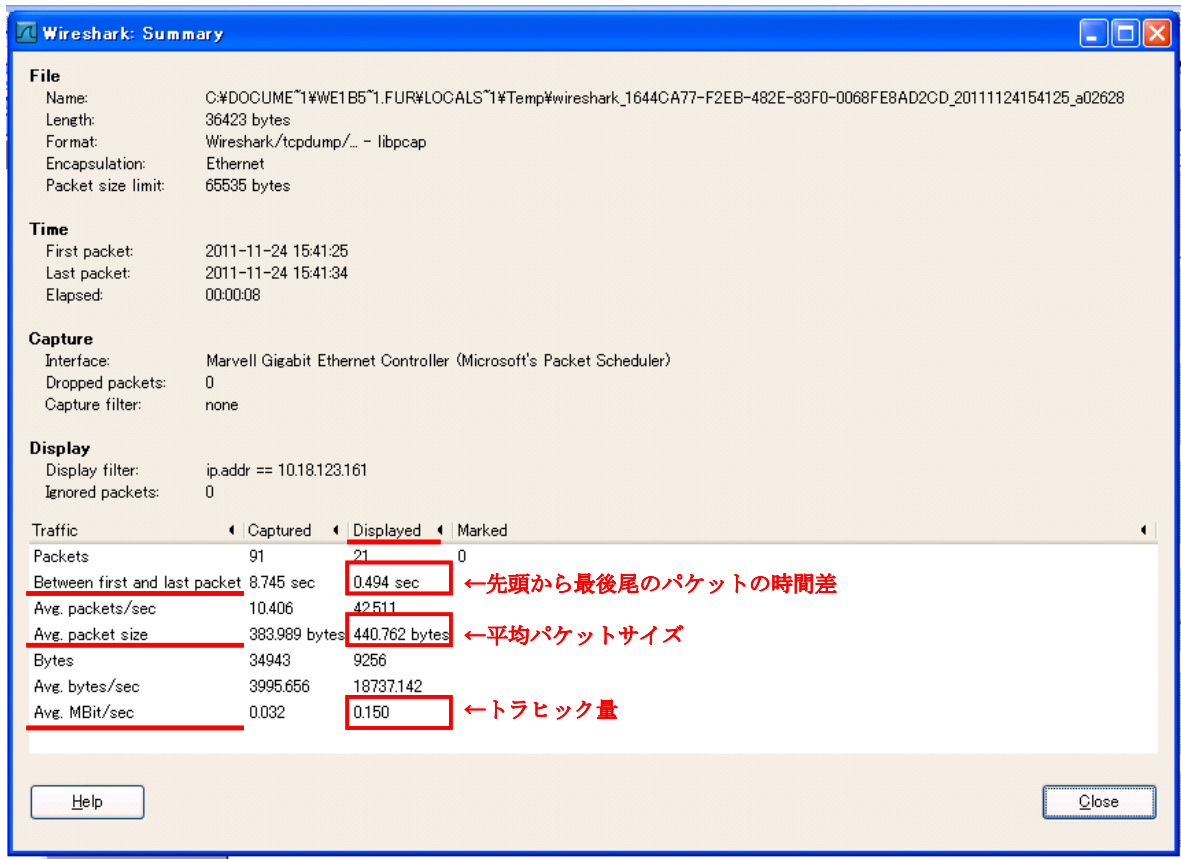 Wireshark: Summary
File
Name: C:¥DOCUME~1¥WE1B5~1.FUR¥LOCALS~1¥Temp¥wireshark_1644CA77-F2EB-482E-83F0-0068FE8AD2CD_20111124154125_a02628
Length: 36423 bytes
Format: Wireshark/tcpdump/... - libpcap
Encapsulation: Ethernet
Packet size limit: 65535 bytes
Time
First packet: 2011-11-24 15:41:25
Last packet: 2011-11-24 15:41:34
Elapsed: 00:00:08
Capture
Interface: Marvell Gigabit Ethernet Controller (Microsoft's Packet Scheduler)
Dropped packets: 0
Capture filter: none
Display
Display filter: ip.addr == 10.18.123.161
Ignored packets: 0
Traffic Captured Displayed Marked
Packets 91 21 0
Between first and last packet 8.745 sec 0.494 sec ←先頭から最後尾のパケットの時間差
Avg. packets/sec 10.406 42.511
Avg. packet size 383.989 bytes 440.762 bytes ←平均パケットサイズ
Bytes 34943 9256
Avg. bytes/sec 3995.656 18737.142
Avg. MBit/sec 0.032 0.150 ←トラヒック量
Help Close